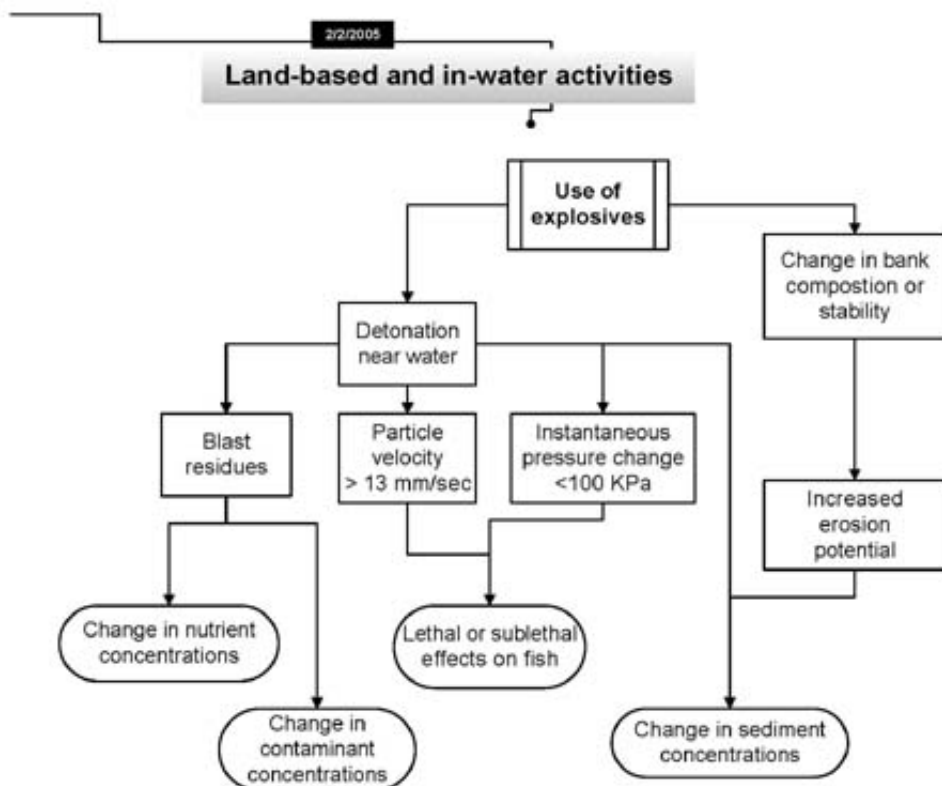 2/2/2005
Land-based and in-water activities
Use of
explosives
Change in bank
compostion or
stability
Detonation
near water
Blast
residues
Particle
velocity
> 13 mm/sec
Instantaneous
pressure change
<100 KPa
Increased
erosion
potential
Change in nutrient
concentrations
Lethal or sublethal
effects on fish
Change in
contaminant
concentrations
Change in sediment
concentrations